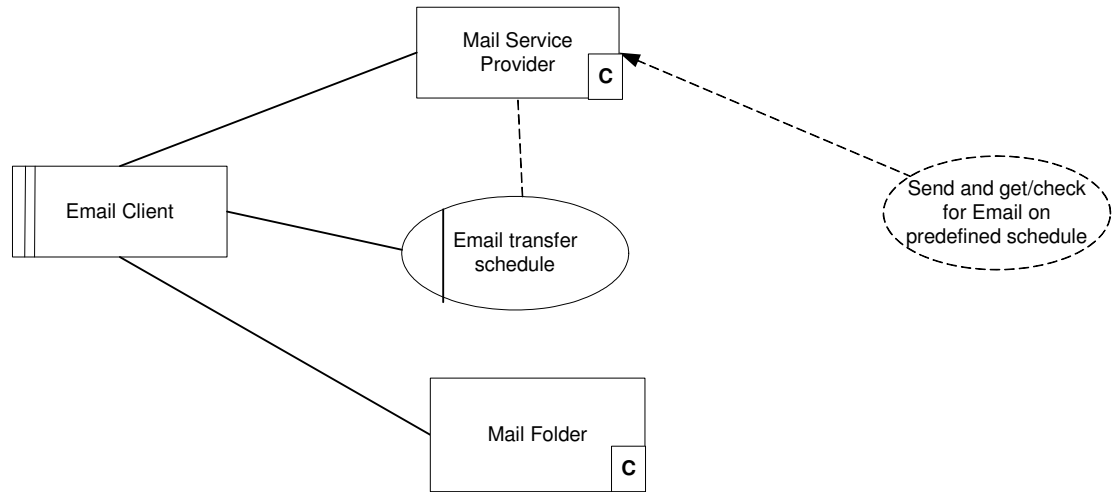 Mail Service
Provider
C
Email Client
Email transfer
schedule
Send and get/check
for Email on
predefined schedule
Mail Folder
C